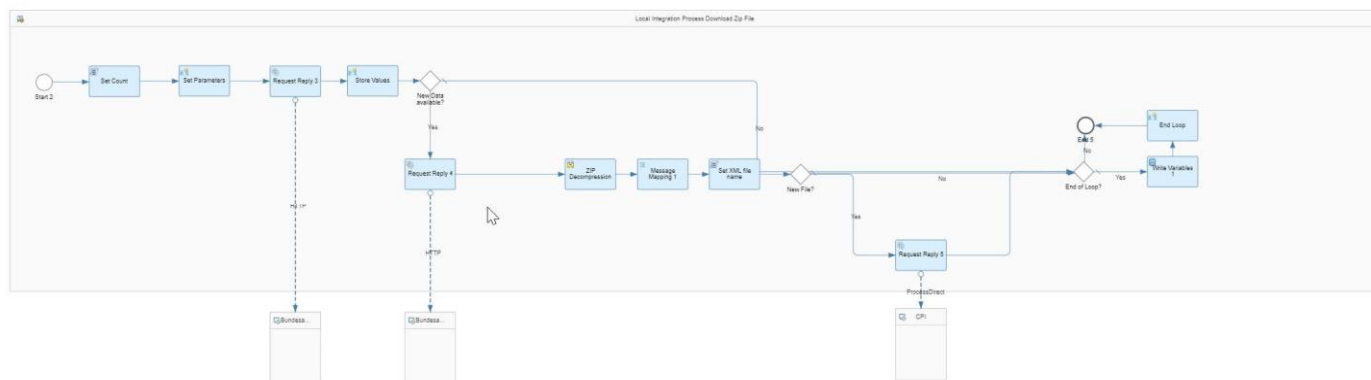 Local Integration Process Download Zip File
Start 2
Set Count
Set Parameters
Request Reply 3
Store Values
New Data
available?
No
Yes
HTTP
Request Reply 4
ZIP
Decompression
Message
Mapping 1
Set XML file
name
New File?
No
Yes
End 5
End Loop
No
End of Loop?
Yes
Write Variables
1
HTTP
Request Reply 5
ProcessDirect
Bundesa...
Bundesa...
CPI